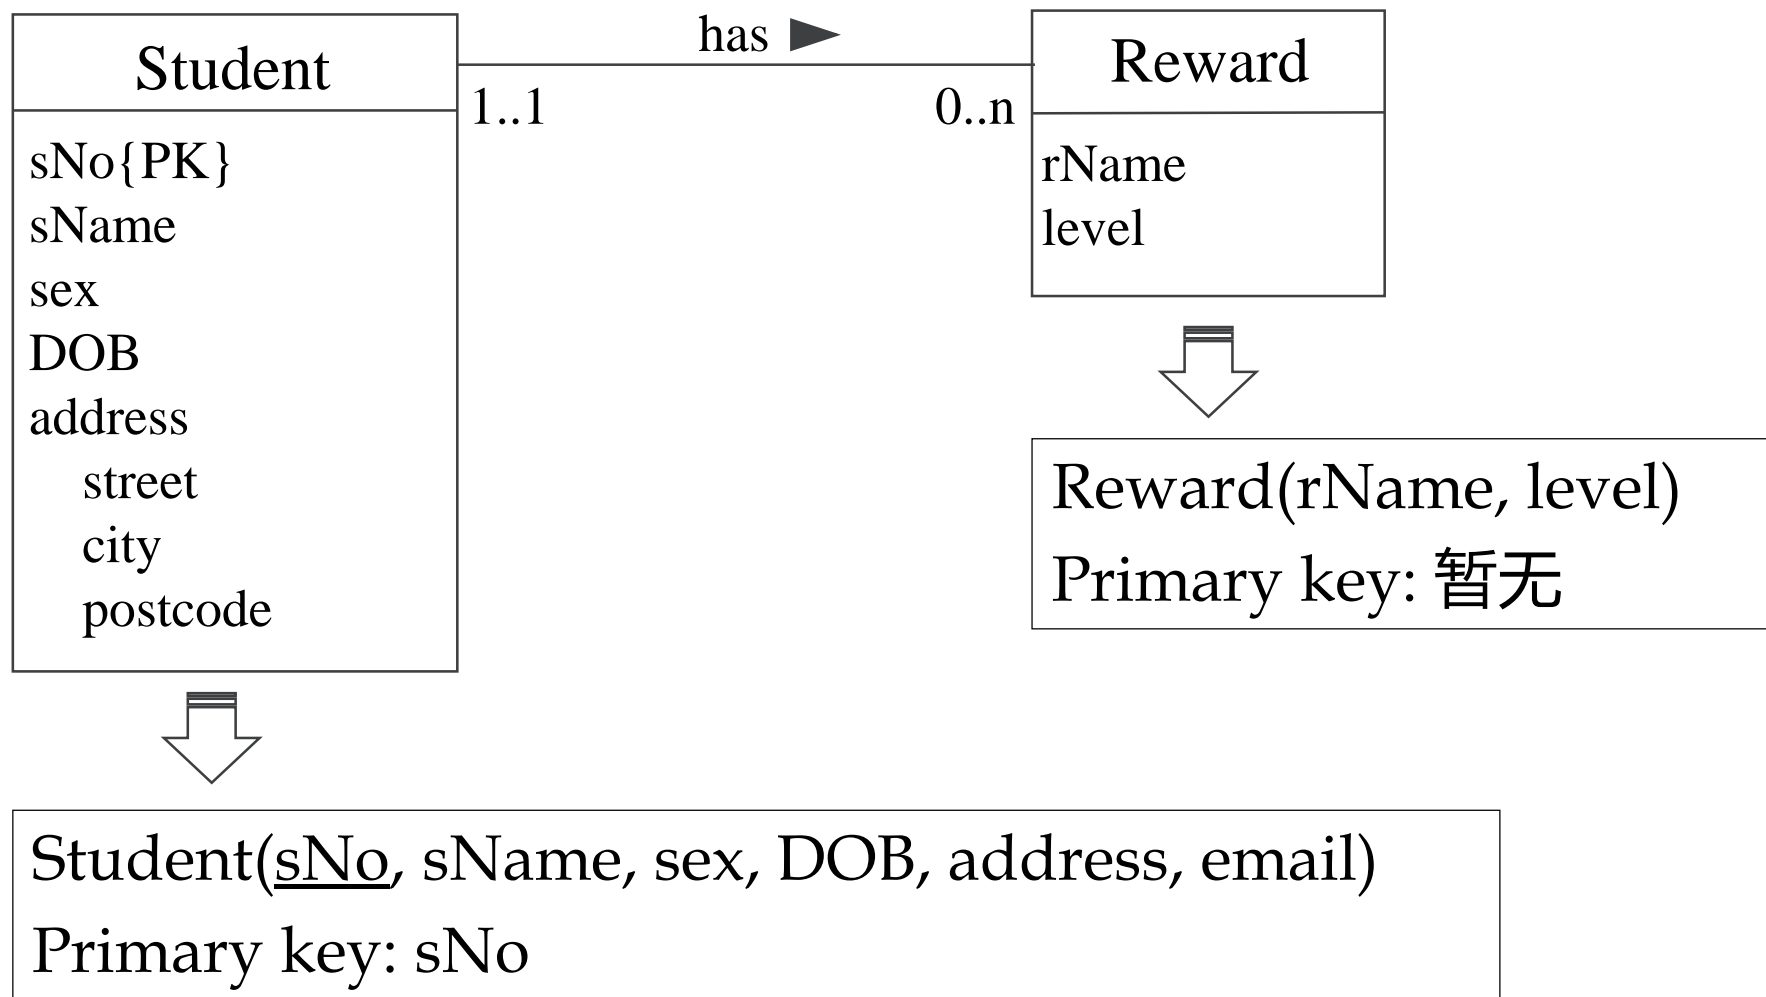 Student
sNo{PK}
sName
sex
DOB
address
street
city
postcode
has
1..1
0..n
Reward
rName
level
Reward(rName, level)
Primary key: 暂无
Student(sNo, sName, sex, DOB, address, email)
Primary key: sNo